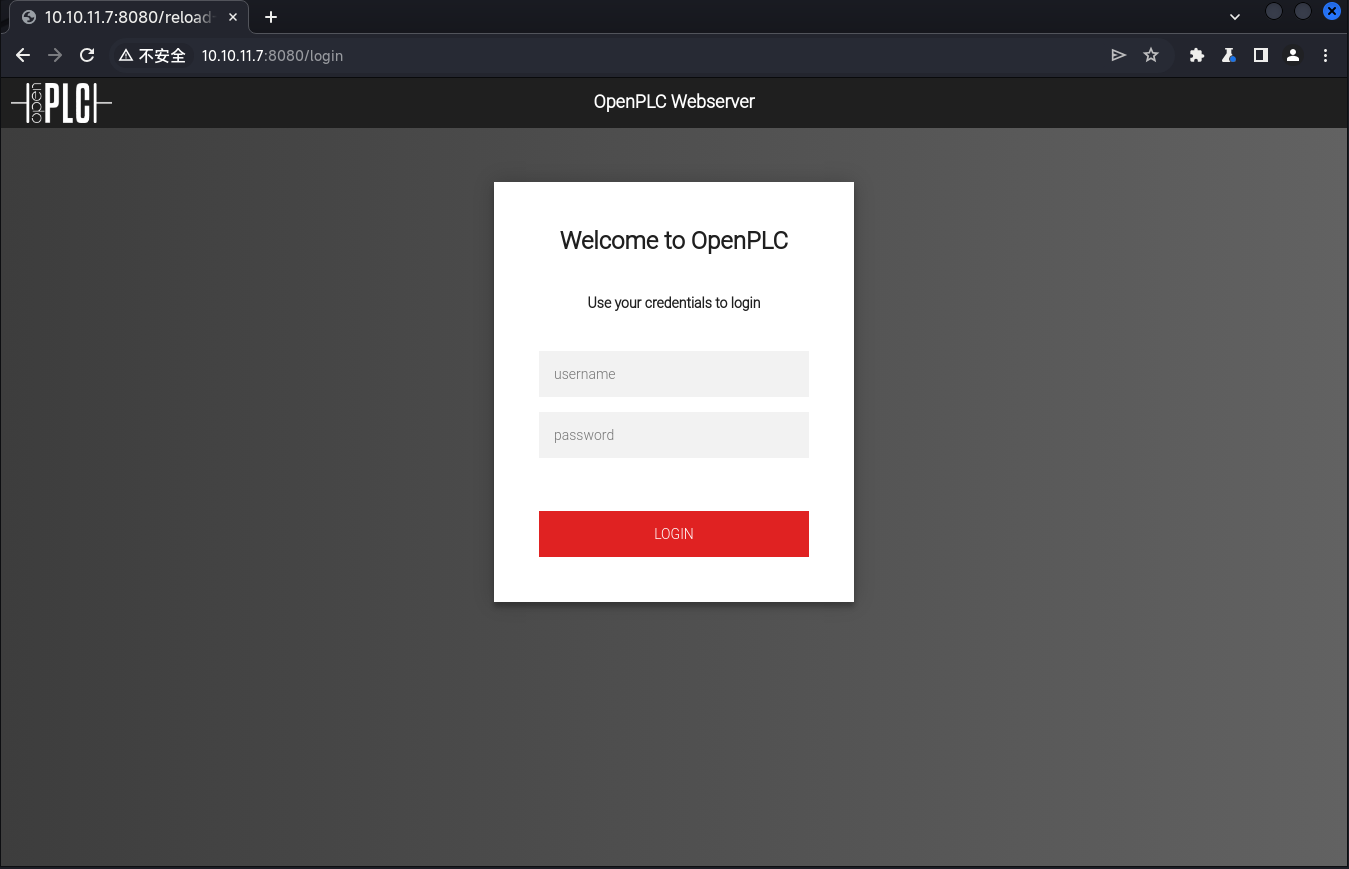 10.10.11.7:8080/reload
不安全 10.10.11.7:8080/login
open PLC
OpenPLC Webserver
Welcome to OpenPLC
Use your credentials to login
username
password
LOGIN